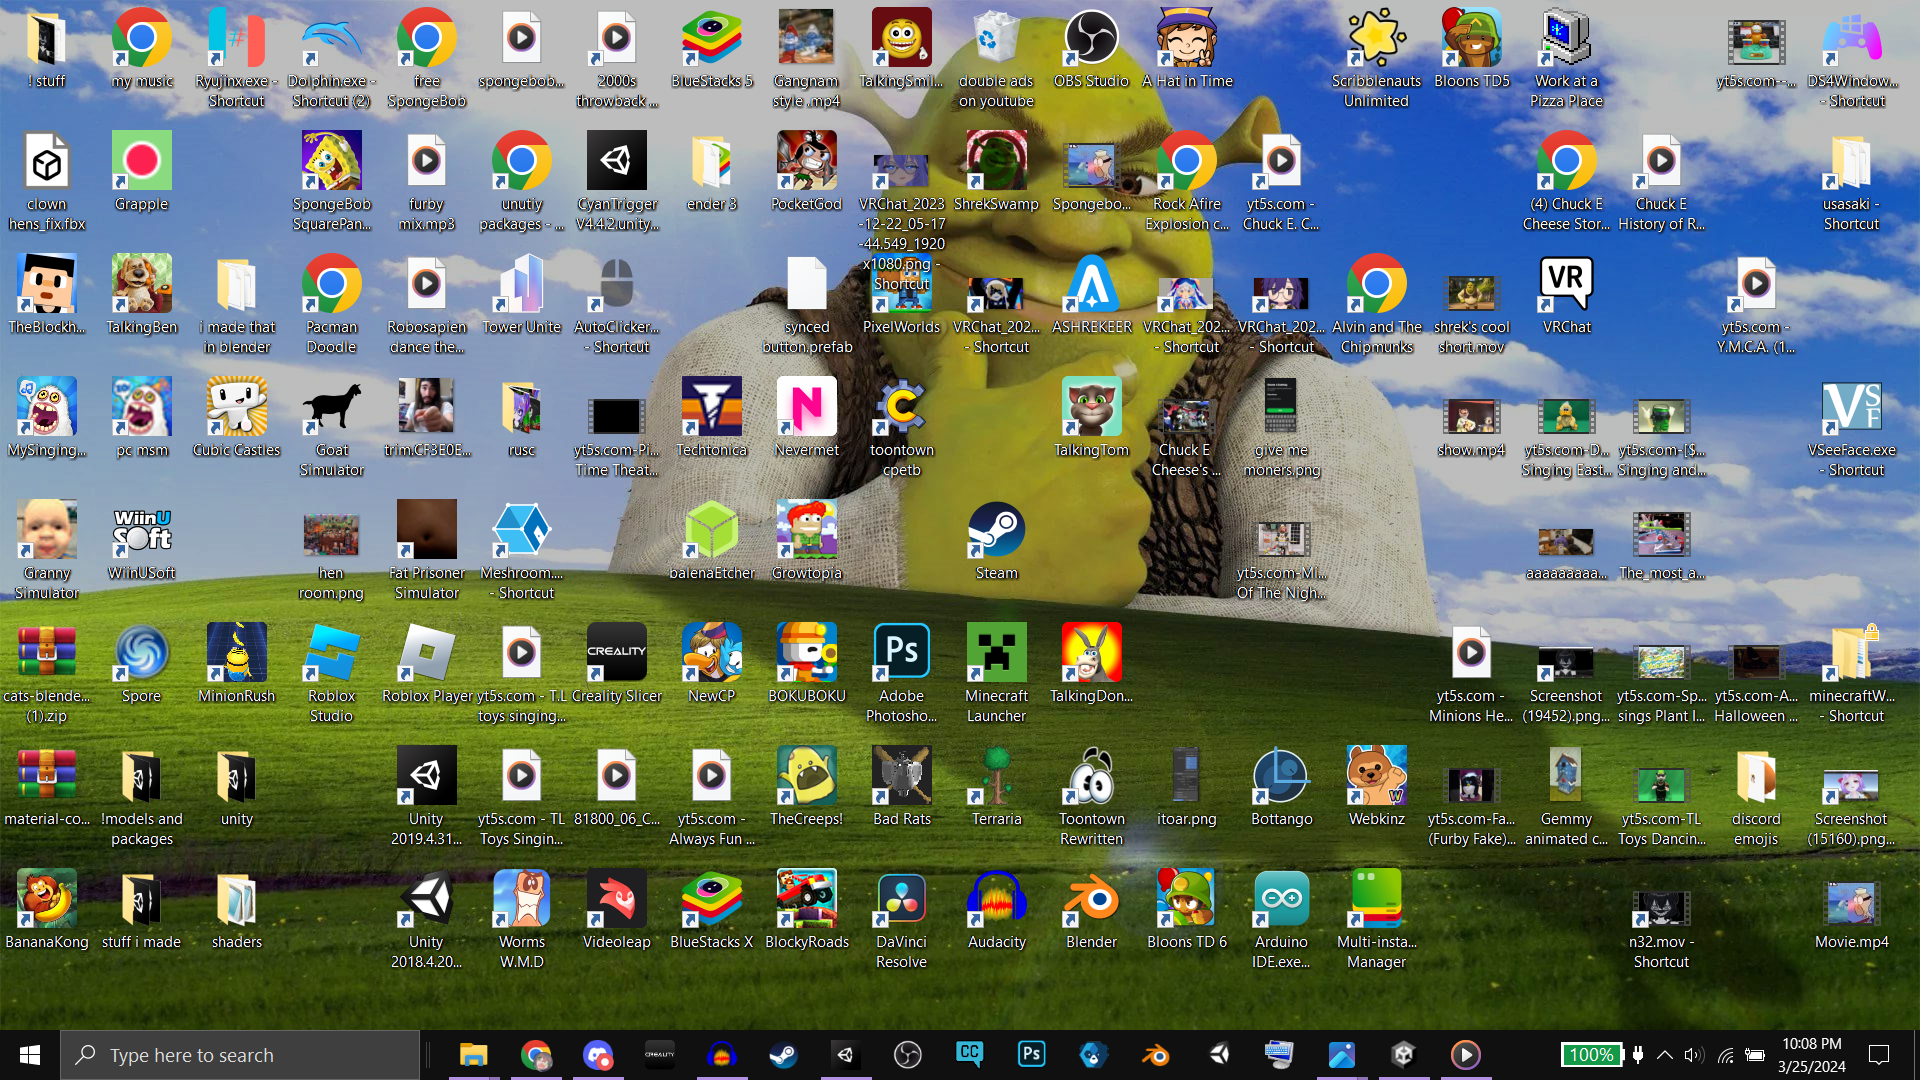 ! stuff
my music
Ryujinx.exe -
Shortcut
Dolphin.exe -
Shortcut (2)
free
SpongeBob
spongebob...
2000s
throwback ...
BlueStacks 5
Gangnam
style .mp4
TalkingSmil...
double ads
on youtube
OBS Studio
A Hat in Time
Scribblenauts
Unlimited
Bloons TD5
Work at a
Pizza Place
yt5s.com--...
DS4Window...
- Shortcut
clown
hens_fix.fbx
Grapple
SpongeBob
SquarePan...
furby
mix.mp3
unutiy
packages - ...
CyanTrigger
V4.4.2.unity...
ender 3
PocketGod
VRChat_2023
-12-22_05-17
-44.549_1920
x1080.png -
Shortcut
ShrekSwamp
Spongebo...
Rock Afire
Explosion c...
yt5s.com -
Chuck E. C...
(4) Chuck E
Cheese Stor...
Chuck E
History of R...
usasaki -
Shortcut
TheBlockh...
TalkingBen
i made that
in blender
Pacman
Doodle
Robosapien
dance the...
Tower Unite
AutoClicker...
- Shortcut
synced
button.prefab
PixelWorlds
VRChat_202...
- Shortcut
ASHREKEER
VRChat_202...
- Shortcut
VRChat_202...
- Shortcut
Alvin and The
Chipmunks
shrek's cool
short.mov
VR
VRChat
yt5s.com -
Y.M.C.A. (1...
MySinging...
pc msm
Cubic Castles
Goat
Simulator
trim.CF3E0E...
rusc
yt5s.com-Pi...
Time Theat...
Techtonica
N
Nevermet
C
toontown
cpetb
TalkingTom
Chuck E
Cheese's ...
give me
moners.png
show.mp4
yt5s.com-D...
Singing East...
yt5s.com-[$...
Singing and...
VSF
VSeeFace.exe
- Shortcut
Granny
Simulator
WiinU
Soft
WiinUSoft
hen
room.png
Fat Prisoner
Simulator
Meshroom....
- Shortcut
balenaEtcher
Growtopia
Steam
yt5s.com-Mi...
Of The Nigh...
aaaaaaaaa...
The_most_a...
cats-blende...
(1).zip
Spore
MinionRush
Roblox
Studio
Roblox Player
yt5s.com - T.L
toys singing...
CREALITY
Creality Slicer
NewCP
BOKUBOKU
Ps
Adobe
Photosho...
Minecraft
Launcher
TalkingDon...
yt5s.com -
Minions He...
Screenshot
(19452).png...
yt5s.com-Sp...
sings Plant I...
yt5s.com-A...
Halloween ...
minecraftW...
- Shortcut
material-co...
!models and
packages
unity
Unity
2019.4.31...
yt5s.com - TL
Toys Singin...
81800_06_C...
yt5s.com -
Always Fun ...
TheCreeps!
Bad Rats
Terraria
Toontown
Rewritten
itoar.png
Bottango
W
Webkinz
yt5s.com-Fa...
(Furby Fake)...
Gemmy
animated c...
yt5s.com-TL
Toys Dancin...
discord
emojis
Screenshot
(15160).png...
BananaKong
stuff i made
shaders
Unity
2018.4.20...
Worms
W.M.D
Videoleap
BlueStacks X
BlockyRoads
DaVinci
Resolve
Audacity
Blender
Bloons TD 6
Arduino
IDE.exe...
Multi-insta...
Manager
n32.mov -
Shortcut
Movie.mp4
Type here to search
CREALITY
CC
Ps
100%
10:08 PM
3/25/2024